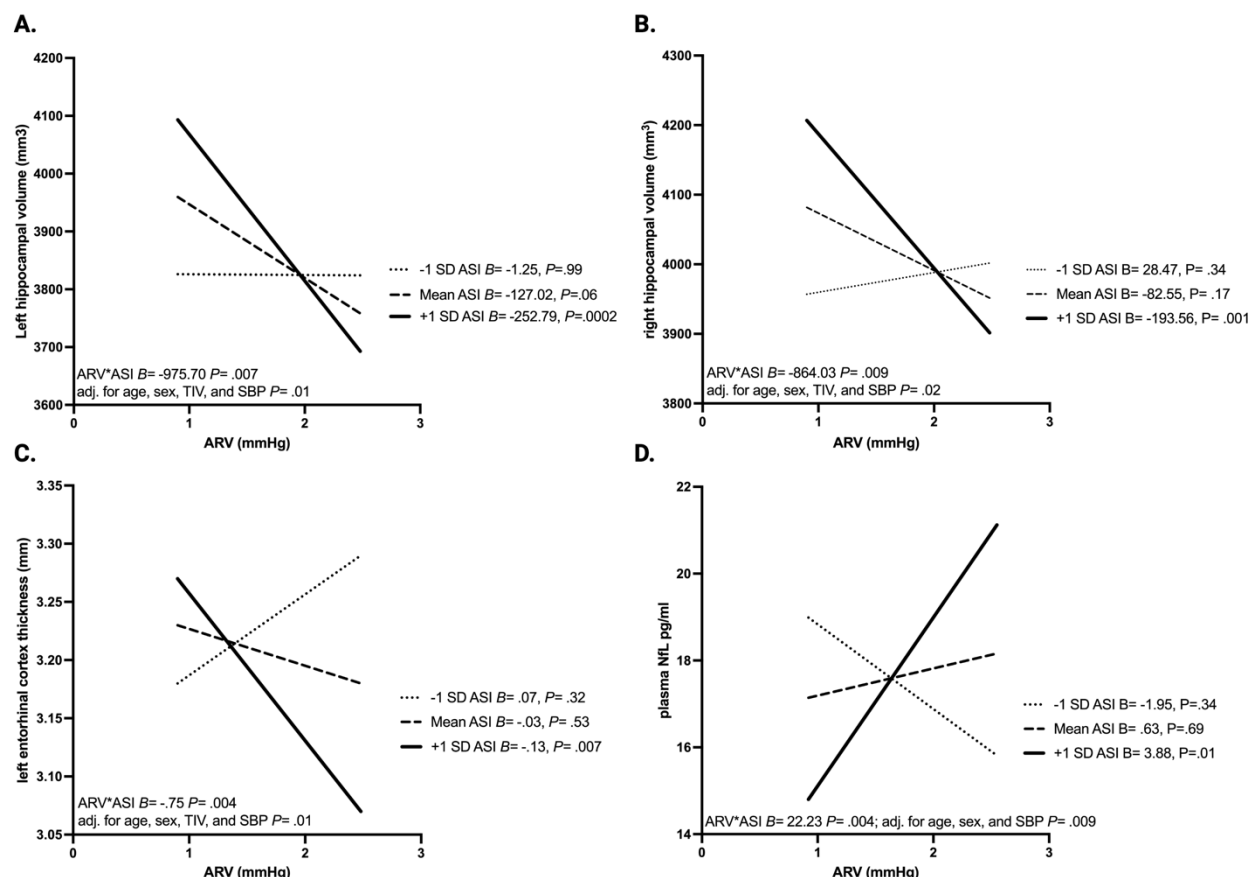 A.
4200
4100
4000
3900
3800
3700
3600
Left hippocampal volume (mm3)
0
1
2
3
ARV (mmHg)
-1 SD ASI B= -1.25, P=.99
Mean ASI B= -127.02, P=.06
+1 SD ASI B= -252.79, P=.0002
ARV*ASI B= -975.70 P= .007
adj. for age, sex, TIV, and SBP P= .01
B.
4300
4200
4100
4000
3900
3800
right hippocampal volume (mm³)
0
1
2
3
ARV (mmHg)
-1 SD ASI B= 28.47, P= .34
Mean ASI B= -82.55, P= .17
+1 SD ASI B= -193.56, P= .001
ARV*ASI B= -864.03 P= .009
adj. for age, sex, TIV, and SBP P= .02
C.
3.35
3.30
3.25
3.20
3.15
3.10
3.05
left entorhinal cortex thickness (mm)
0
1
2
3
ARV (mmHg)
-1 SD ASI B= .07, P= .32
Mean ASI B= -.03, P= .53
+1 SD ASI B= -.13, P= .007
ARV*ASI B= -.75 P= .004
adj. for age, sex, TIV, and SBP P= .01
D.
22
20
18
16
14
plasma NfL pg/ml
0
1
2
3
ARV (mmHg)
-1 SD ASI B= -1.95, P=.34
Mean ASI B= .63, P=.69
+1 SD ASI B= 3.88, P=.01
ARV*ASI B= 22.23 P= .004; adj. for age, sex, and SBP P= .009